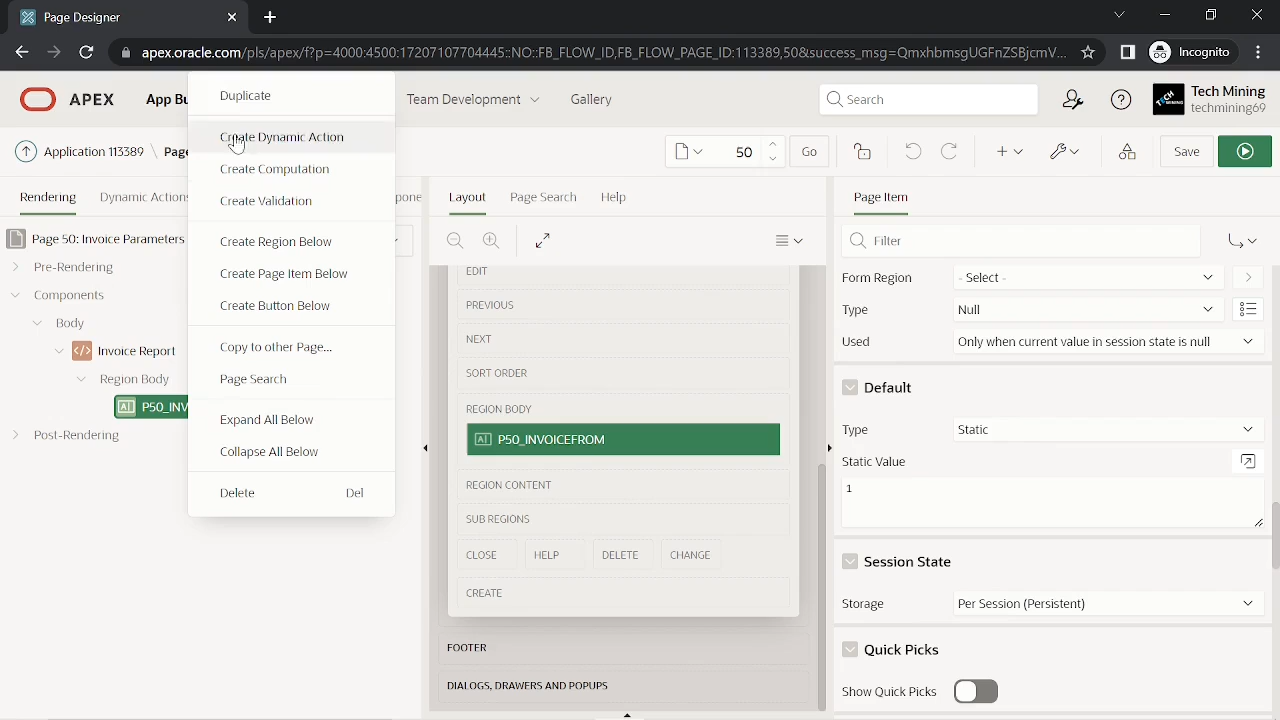 Page Designer
apex.oracle.com/pls/apex/f?p=4000:4500:17207107704445::NO::FB_FLOW_ID,FB_FLOW_PAGE_ID:113389,50&success_msg=QmxhbmsgUGFnZSBjcmV...
Incognito
APEX
App Bu
Team Development
Gallery
Search
Tech Mining
techmining69
Application 113389 \ Page
50
Go
Save
Rendering
Dynamic Actions
Layout
Page Search
Help
Page Item
Page 50: Invoice Parameters
Pre-Rendering
Components
Body
Invoice Report
Region Body
P50_INV
Post-Rendering
Duplicate
Create Dynamic Action
Create Computation
Create Validation
Create Region Below
Create Page Item Below
Create Button Below
Copy to other Page...
Page Search
Expand All Below
Collapse All Below
Delete Del
EDIT
PREVIOUS
NEXT
SORT ORDER
REGION BODY
P50_INVOICEFROM
REGION CONTENT
SUB REGIONS
CLOSE HELP DELETE CHANGE
CREATE
FOOTER
DIALOGS, DRAWERS AND POPUPS
Filter
Form Region - Select -
Type Null
Used Only when current value in session state is null
Default
Type Static
Static Value
1
Session State
Storage Per Session (Persistent)
Quick Picks
Show Quick Picks